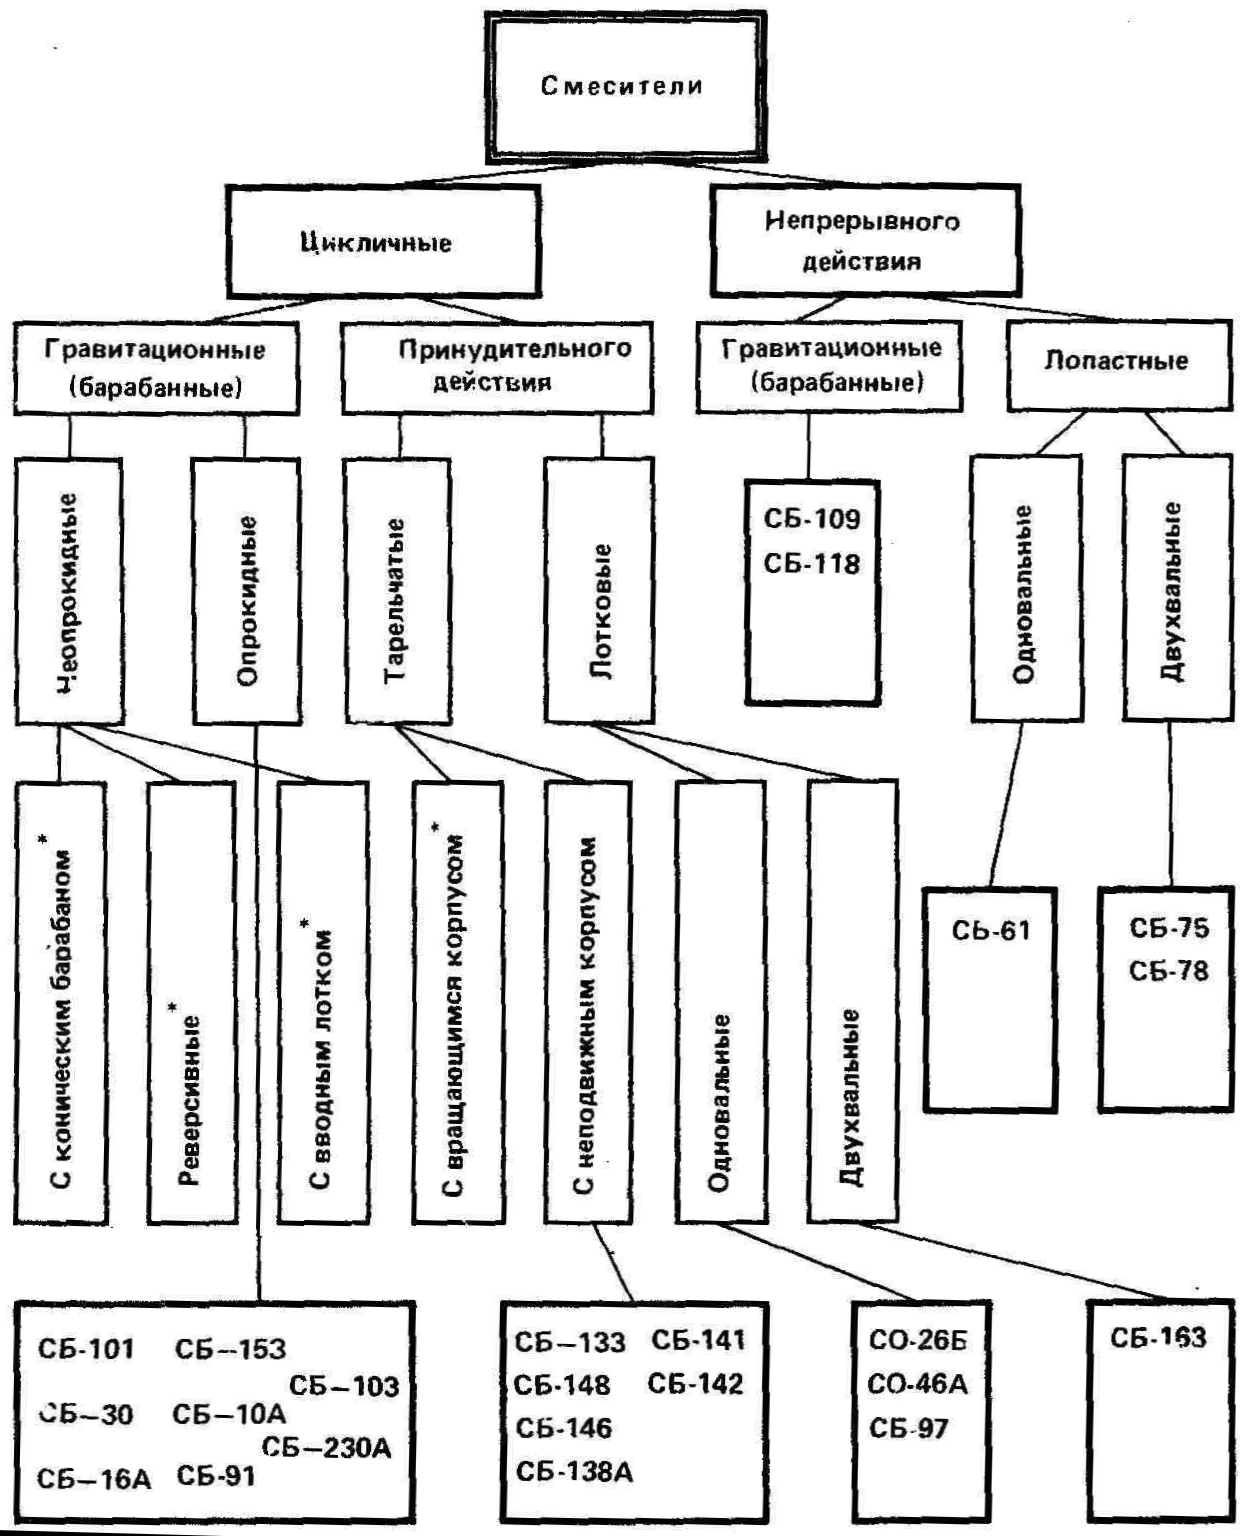 Смесители
Цикличные
Непрерывного
действия
Гравитационные
(барабанные)
Принудительного
действия
Гравитационные
(барабанные)
Лопастные
Неопрокидные
Опрокидные
Тарельчатые
Лотковые
СБ-109
СБ-118
Одновальные
Двухвальные
С коническим барабаном*
Реверсивные*
С вводным лотком*
С вращающимся корпусом*
С неподвижным корпусом
Одновальные
Двухвальные
СБ-61
СБ-75
СБ-78
СБ-101 СБ–153
СБ–103
СБ–30 СБ–10А
СБ–230А
СБ–16А СБ-91
СБ–133 СБ-141
СБ-148 СБ-142
СБ-146
СБ-138А
СО-26Б
СО-46А
СБ-97
СБ-163